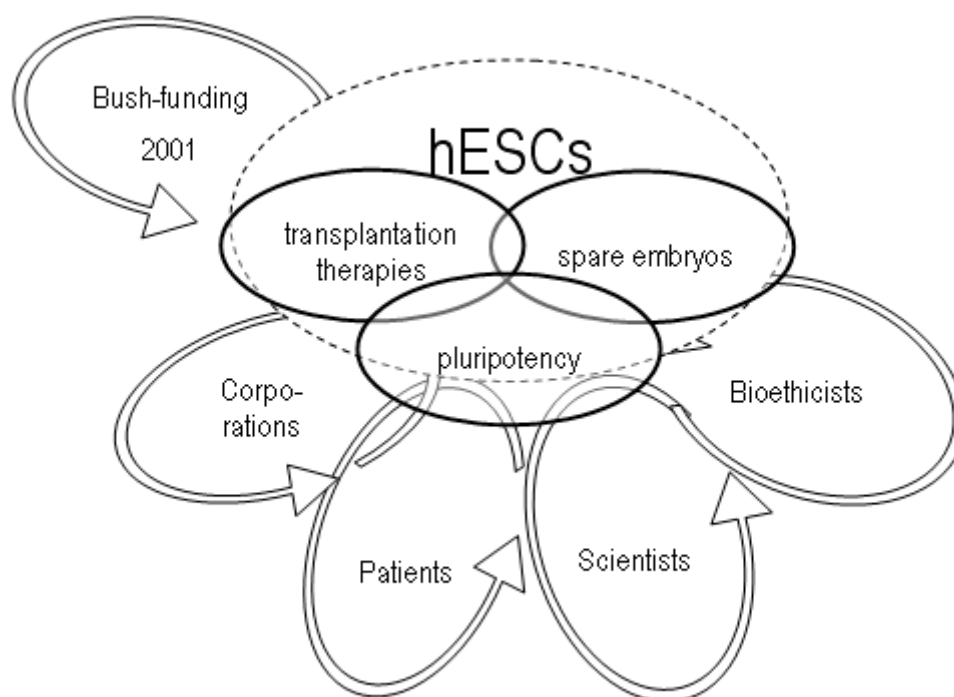 Bush-funding
2001
hESCs
transplantation
therapies
spare embryos
pluripotency
Corpo-
rations
Bioethicists
Patients
Scientists